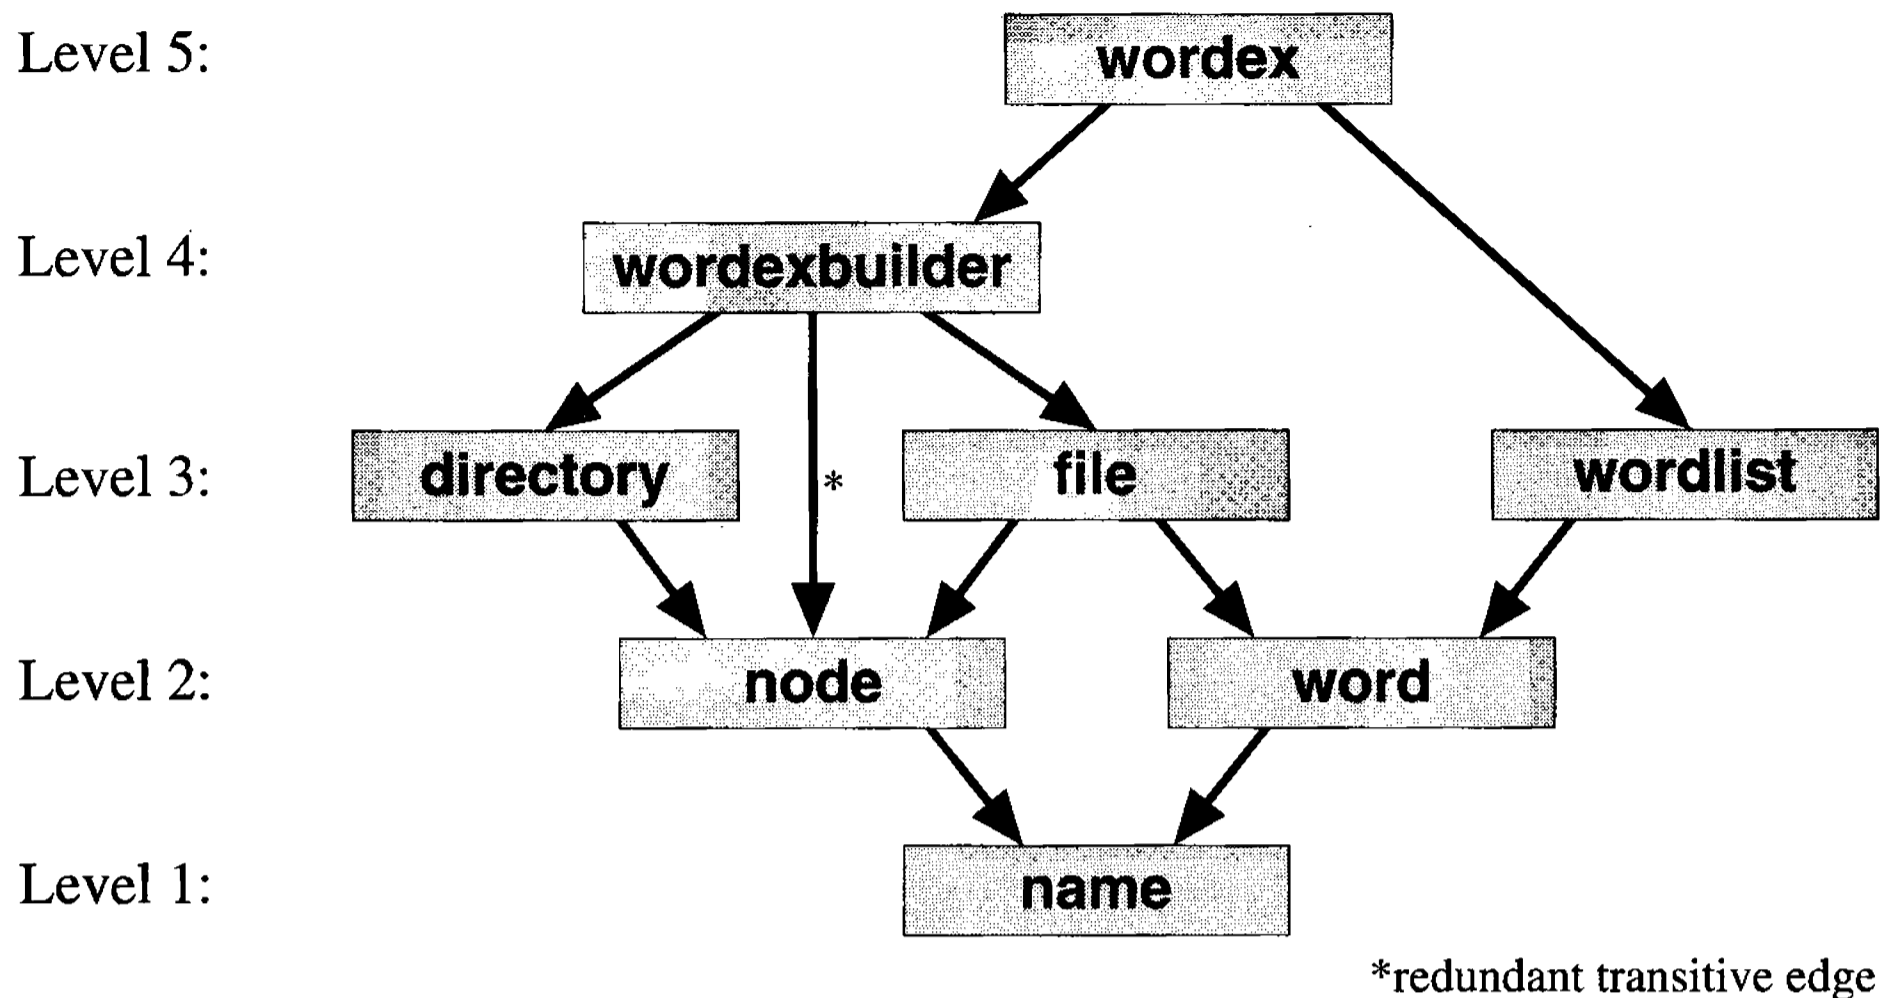 Level 5:
wordex
Level 4:
wordexbuilder
Level 3:
directory
*
file
wordlist
Level 2:
node
word
Level 1:
name
*redundant transitive edge